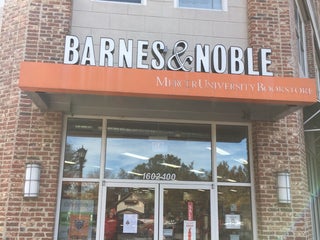 BARNES & NOBLE
MERCER UNIVERSITY BOOKSTORE
1602-100